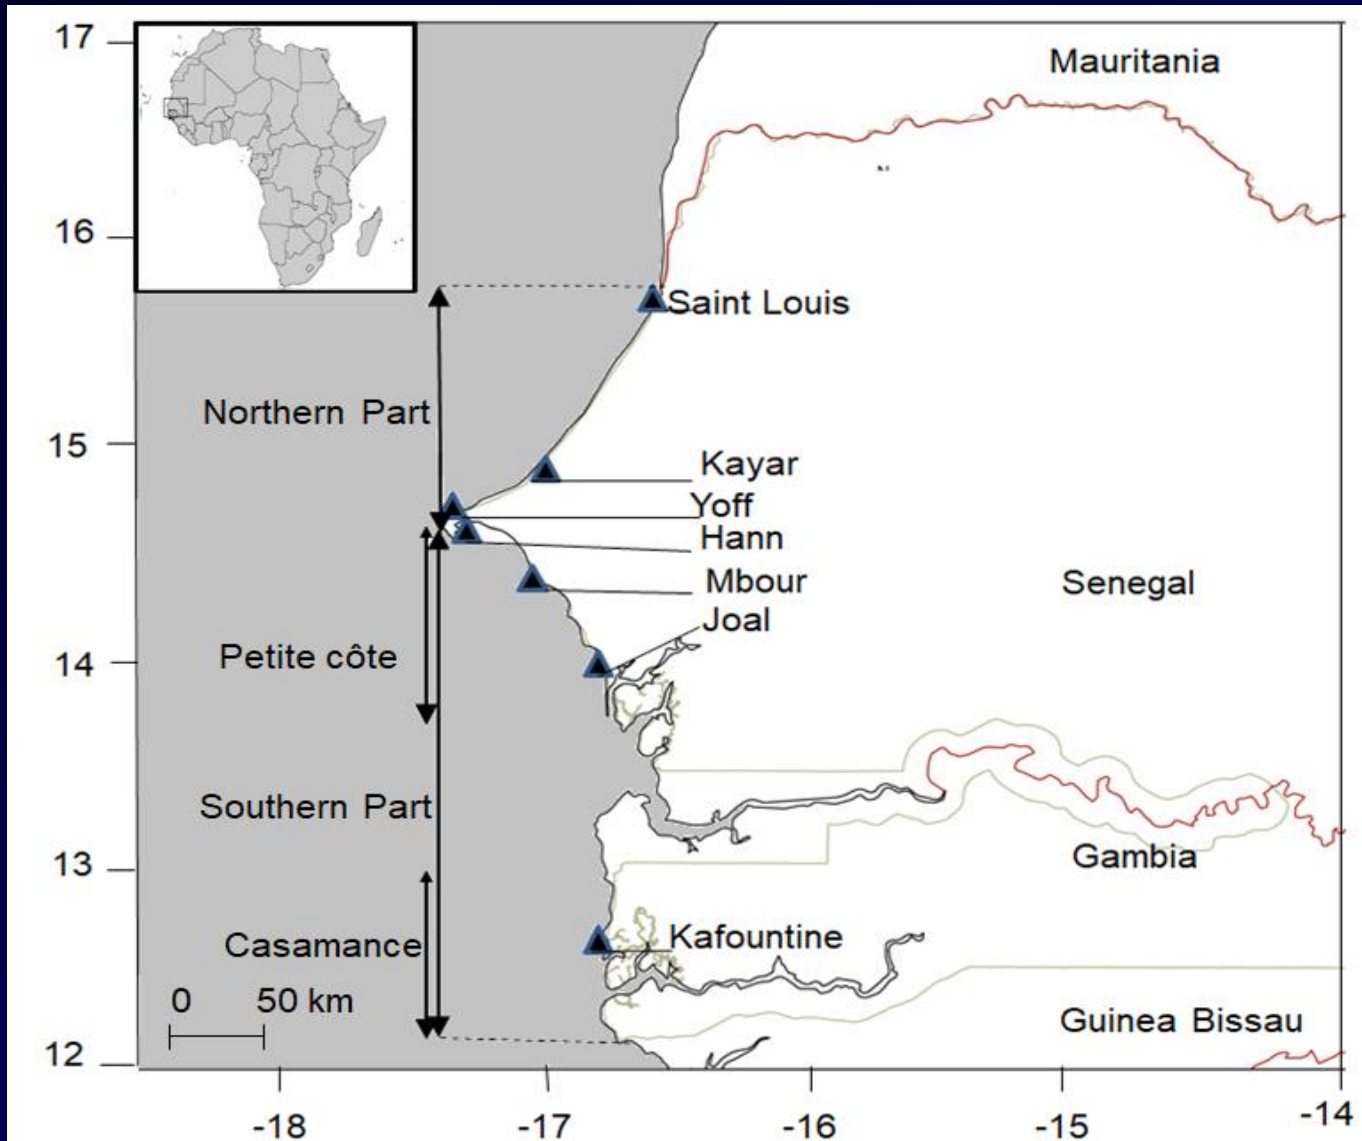 17
Mauritania
16
Saint Louis
Northern Part
15
Kayar
Yoff
Hann
Mbour
Senegal
Joal
Petite côte
14
Southern Part
Gambia
13
Kafountine
Casamance
0 50 km
Guinea Bissau
12
-18 -17 -16 -15 -14